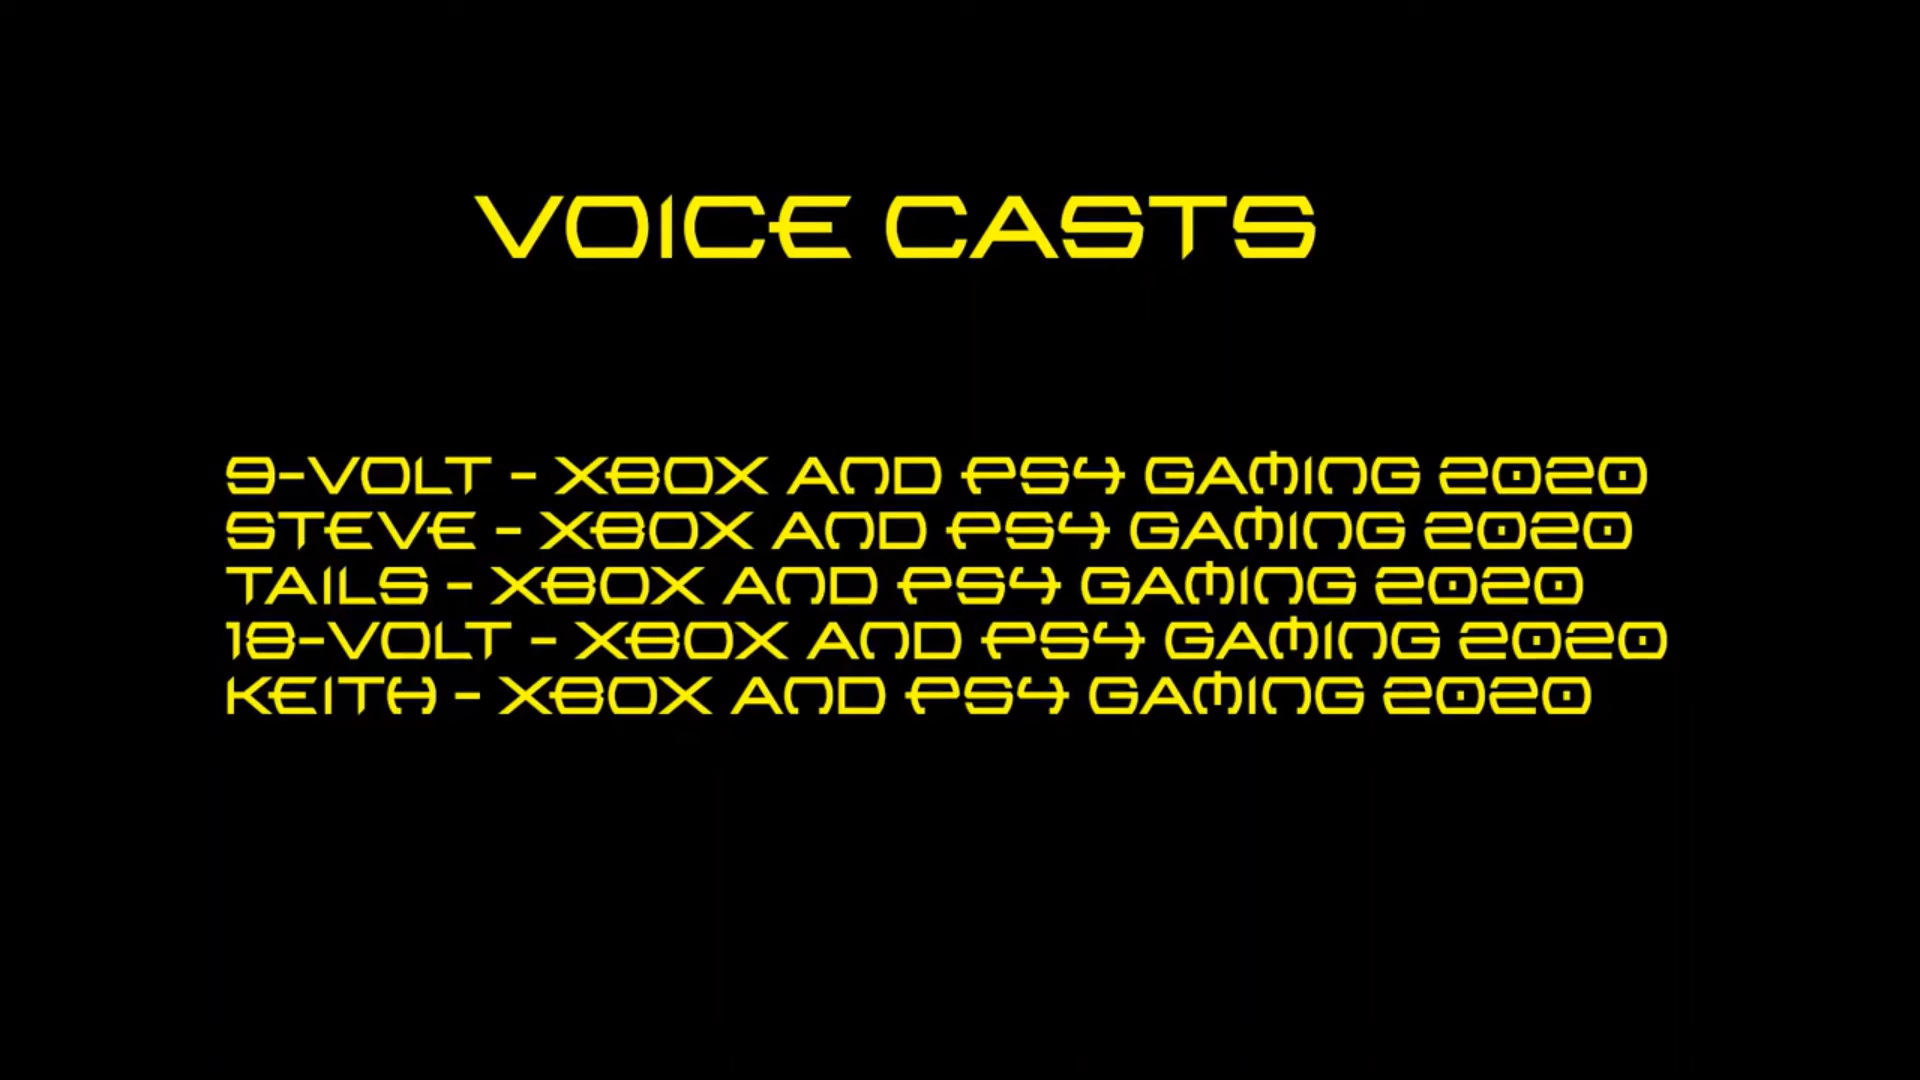 VOICE CASTS
9-VOLT - XBOX AND PS4 GAMING 2020
STEVE - XBOX AND PS4 GAMING 2020
TAILS - XBOX AND PS4 GAMING 2020
18-VOLT - XBOX AND PS4 GAMING 2020
KEITH - XBOX AND PS4 GAMING 2020